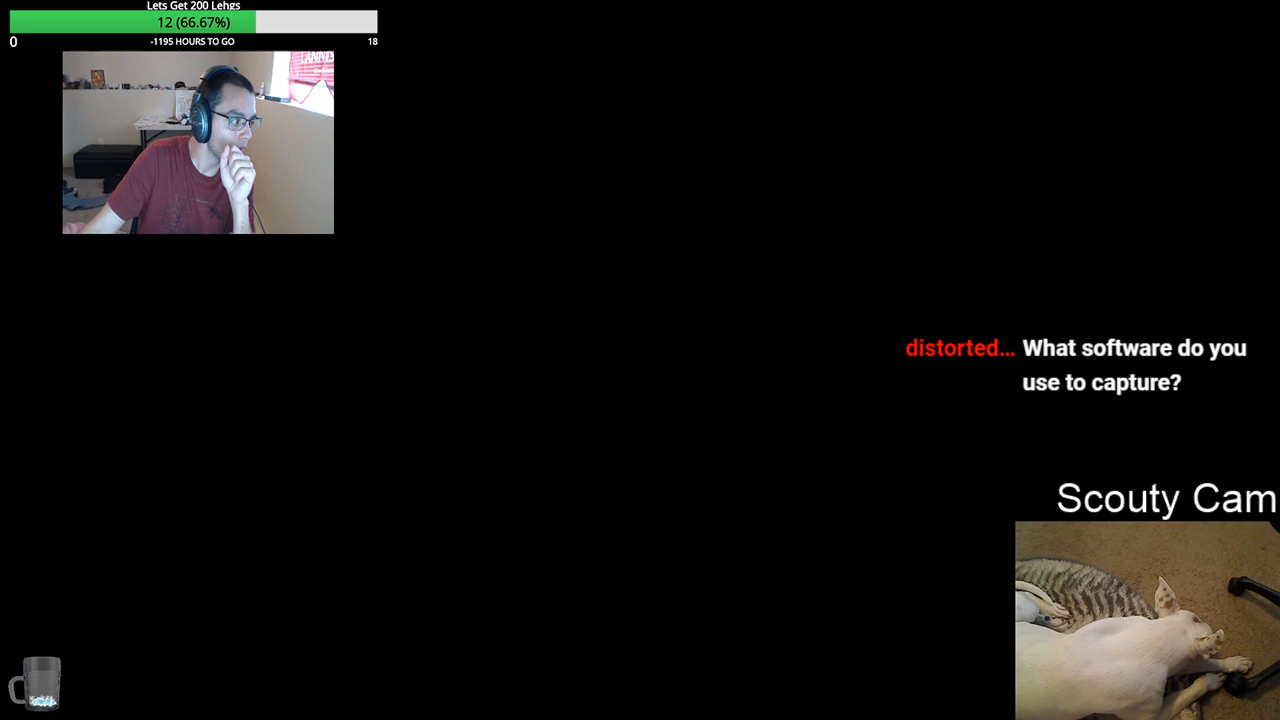 Lets Get 200 Lehgs
12 (66.67%)
0
-1195 HOURS TO GO
18
distorted... What software do you
use to capture?
Scouty Cam